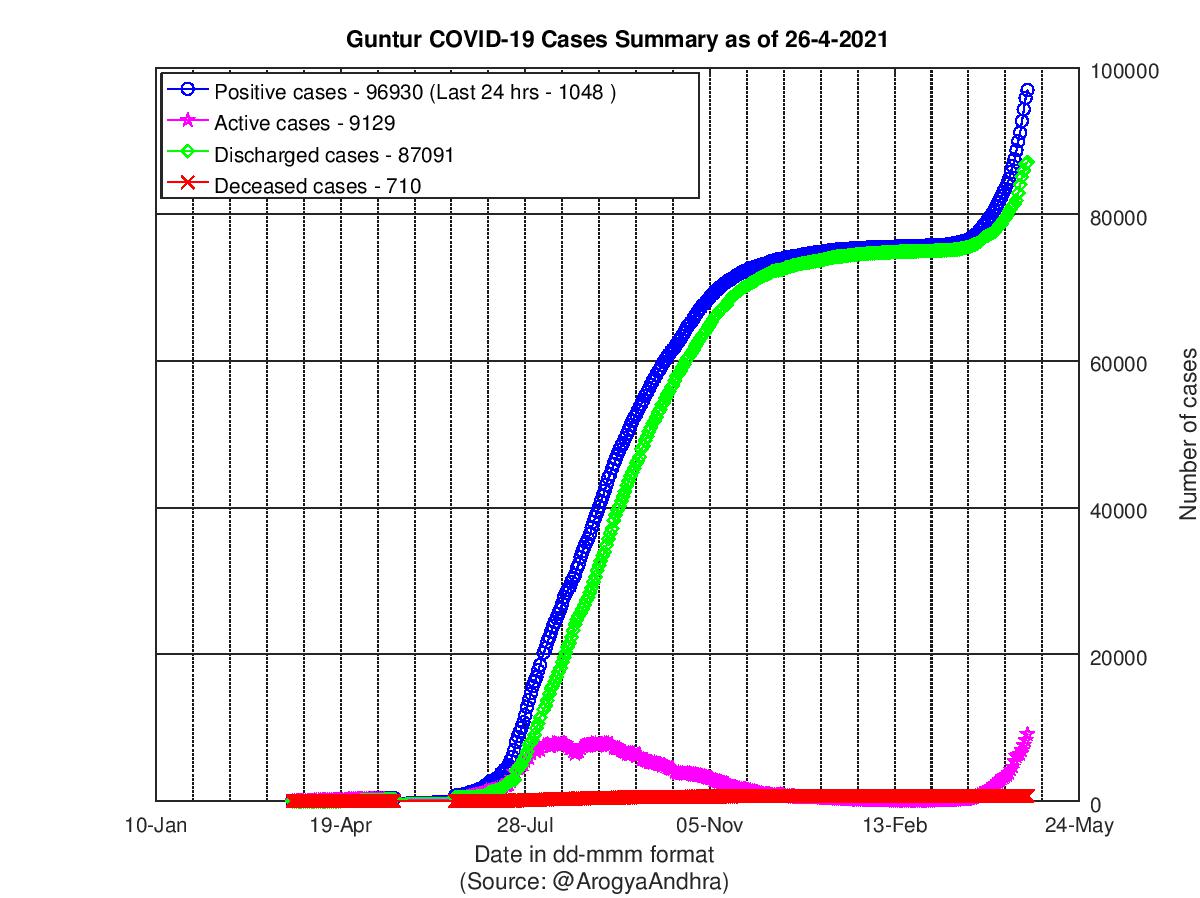 Guntur COVID-19 Cases Summary as of 26-4-2021
Positive cases - 96930 (Last 24 hrs - 1048 )
Active cases - 9129
Discharged cases - 87091
Deceased cases - 710
100000
80000
60000
40000
20000
0
Number of cases
10-Jan 19-Apr 28-Jul 05-Nov 13-Feb 24-May
Date in dd-mmm format
(Source: @ArogyaAndhra)